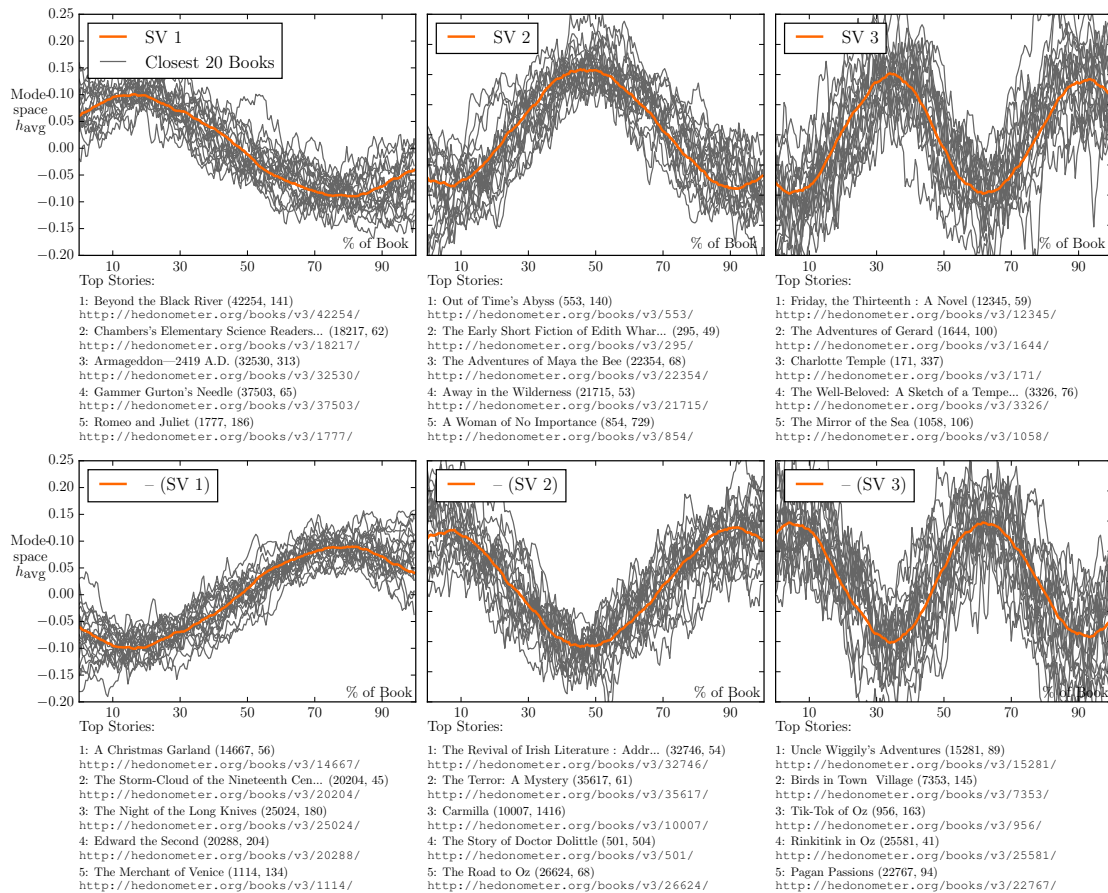 SV 1
Closest 20 Books
SV 2
SV 3
0.25
0.20
0.15
0.10
0.05
0.00
−0.05
−0.10
−0.15
−0.20
Mode
space
havg
% of Book
% of Book
% of Book
10 30 50 70 90
10 30 50 70 90
10 30 50 70 90
Top Stories:
1: Beyond the Black River (42254, 141)
http://hedonometer.org/books/v3/42254/
2: Chambers's Elementary Science Readers... (18217, 62)
http://hedonometer.org/books/v3/18217/
3: Armageddon—2419 A.D. (32530, 313)
http://hedonometer.org/books/v3/32530/
4: Gammer Gurton's Needle (37503, 65)
http://hedonometer.org/books/v3/37503/
5: Romeo and Juliet (1777, 186)
http://hedonometer.org/books/v3/1777/
Top Stories:
1: Out of Time's Abyss (553, 140)
http://hedonometer.org/books/v3/553/
2: The Early Short Fiction of Edith Whar... (295, 49)
http://hedonometer.org/books/v3/295/
3: The Adventures of Maya the Bee (22354, 68)
http://hedonometer.org/books/v3/22354/
4: Away in the Wilderness (21715, 53)
http://hedonometer.org/books/v3/21715/
5: A Woman of No Importance (854, 729)
http://hedonometer.org/books/v3/854/
Top Stories:
1: Friday, the Thirteenth : A Novel (12345, 59)
http://hedonometer.org/books/v3/12345/
2: The Adventures of Gerard (1644, 100)
http://hedonometer.org/books/v3/1644/
3: Charlotte Temple (171, 337)
http://hedonometer.org/books/v3/171/
4: The Well-Beloved: A Sketch of a Tempe... (3326, 76)
http://hedonometer.org/books/v3/3326/
5: The Mirror of the Sea (1058, 106)
http://hedonometer.org/books/v3/1058/
– (SV 1)
– (SV 2)
– (SV 3)
0.25
0.20
0.15
0.10
0.05
0.00
−0.05
−0.10
−0.15
−0.20
Mode
space
havg
% of Book
% of Book
% of Book
10 30 50 70 90
10 30 50 70 90
10 30 50 70 90
Top Stories:
1: A Christmas Garland (14667, 56)
http://hedonometer.org/books/v3/14667/
2: The Storm-Cloud of the Nineteenth Cen... (20204, 45)
http://hedonometer.org/books/v3/20204/
3: The Night of the Long Knives (25024, 180)
http://hedonometer.org/books/v3/25024/
4: Edward the Second (20288, 204)
http://hedonometer.org/books/v3/20288/
5: The Merchant of Venice (1114, 134)
http://hedonometer.org/books/v3/1114/
Top Stories:
1: The Revival of Irish Literature : Addr... (32746, 54)
http://hedonometer.org/books/v3/32746/
2: The Terror: A Mystery (35617, 61)
http://hedonometer.org/books/v3/35617/
3: Carmilla (10007, 1416)
http://hedonometer.org/books/v3/10007/
4: The Story of Doctor Dolittle (501, 504)
http://hedonometer.org/books/v3/501/
5: The Road to Oz (26624, 68)
http://hedonometer.org/books/v3/26624/
Top Stories:
1: Uncle Wiggily's Adventures (15281, 89)
http://hedonometer.org/books/v3/15281/
2: Birds in Town Village (7353, 145)
http://hedonometer.org/books/v3/7353/
3: Tik-Tok of Oz (956, 163)
http://hedonometer.org/books/v3/956/
4: Rinkitink in Oz (25581, 41)
http://hedonometer.org/books/v3/25581/
5: Pagan Passions (22767, 94)
http://hedonometer.org/books/v3/22767/